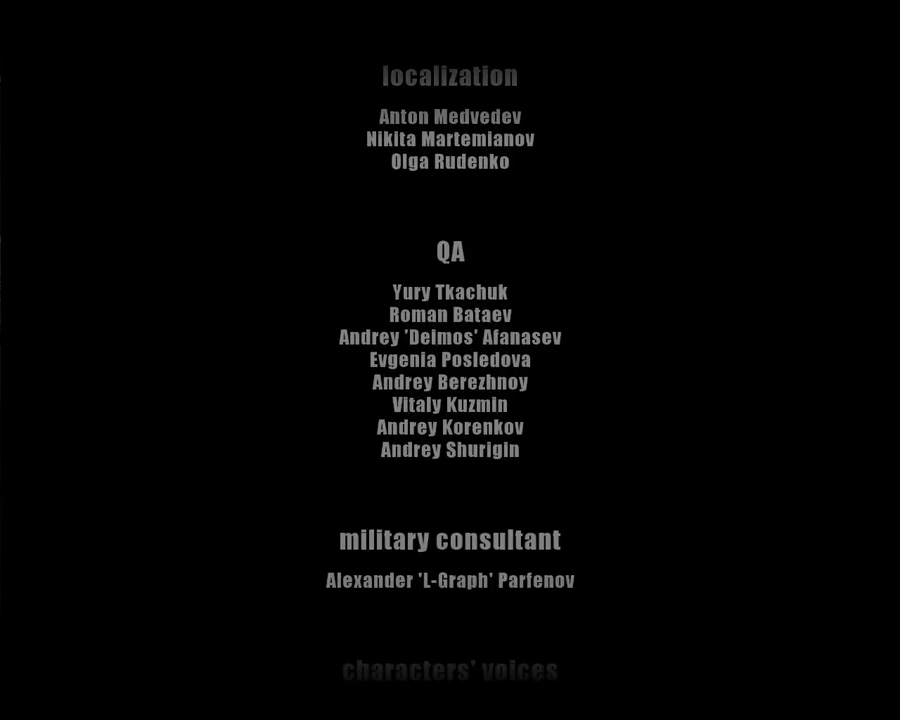 localization
Anton Medvedev
Nikita Martemianov
Olga Rudenko
QA
Yury Tkachuk
Roman Bataev
Andrey 'Deimos' Afanasev
Evgenia Posledova
Andrey Berezhnoy
Vitaly Kuzmin
Andrey Korenkov
Andrey Shurigin
military consultant
Alexander 'L-Graph' Parfenov
characters' voices